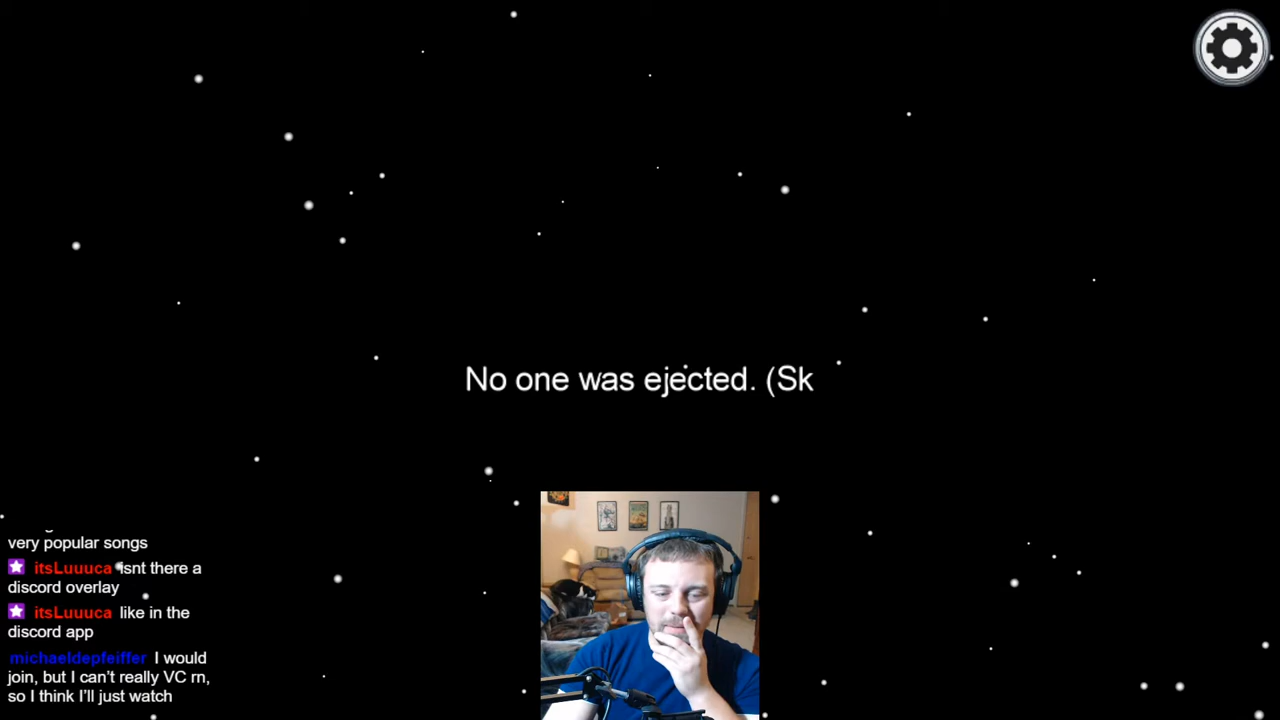 No one was ejected. (Sk
very popular songs
itsLuuuca isnt there a
discord overlay
itsLuuuca like in the
discord app
michaeldepfeiffer I would
join, but I can't really VC rn,
so I think I'll just watch